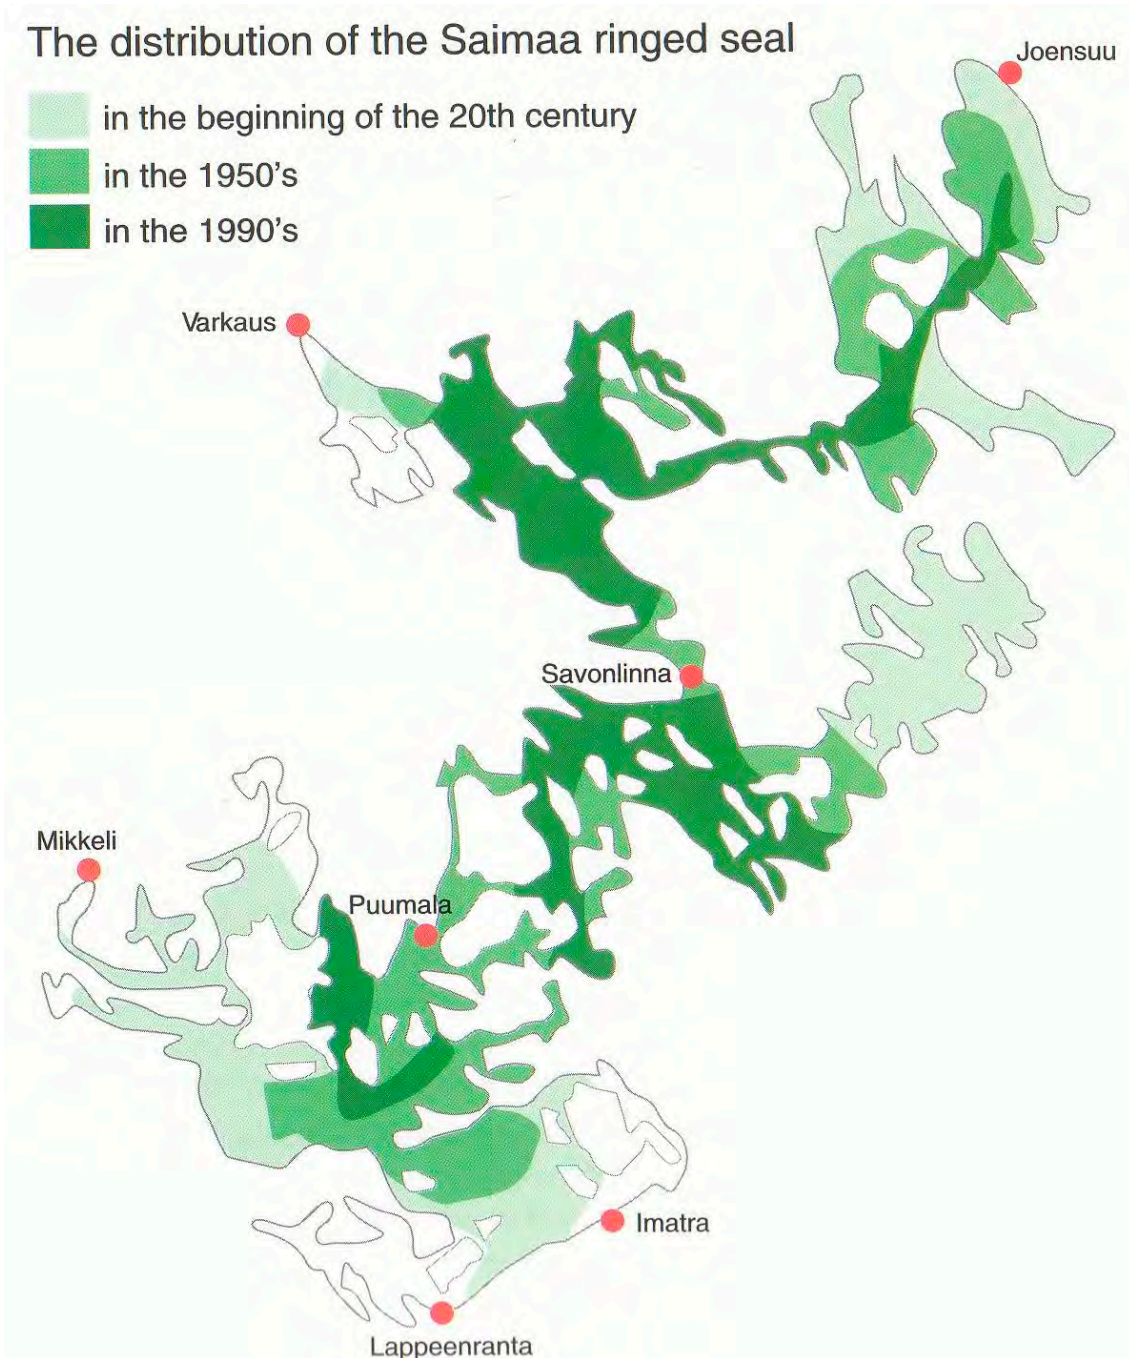 The distribution of the Saimaa ringed seal
in the beginning of the 20th century
in the 1950's
in the 1990's
Joensuu
Varkaus
Savonlinna
Mikkeli
Puumala
Imatra
Lappeenranta